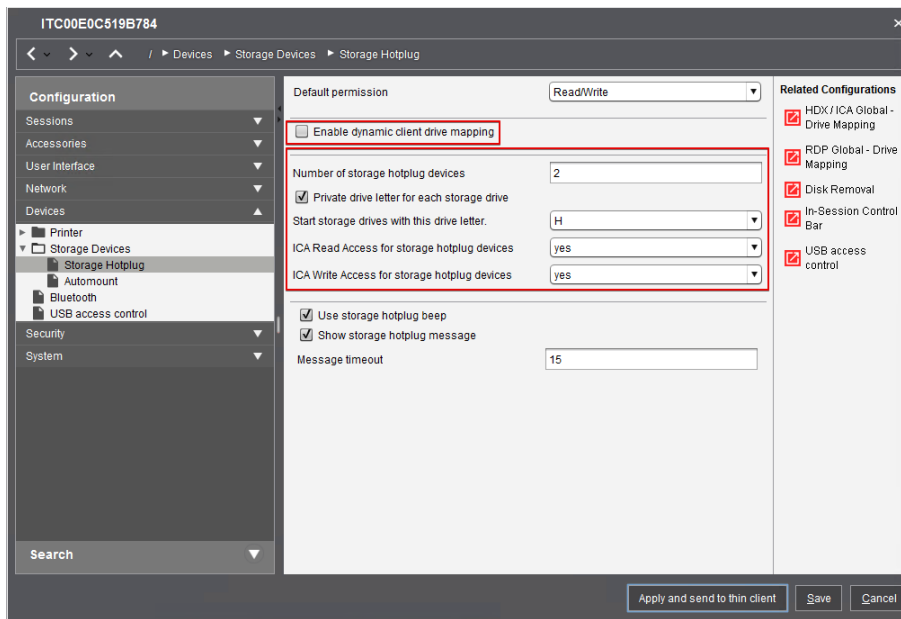 ITC00E0C519B784
/ Devices Storage Devices Storage Hotplug
Configuration
Sessions
Accessories
User Interface
Network
Devices
Printer
Storage Devices
Storage Hotplug
Automount
Bluetooth
USB access control
Security
System
Search
Default permission Read/Write
Enable dynamic client drive mapping
Number of storage hotplug devices 2
Private drive letter for each storage drive
Start storage drives with this drive letter. H
ICA Read Access for storage hotplug devices yes
ICA Write Access for storage hotplug devices yes
Use storage hotplug beep
Show storage hotplug message
Message timeout 15
Related Configurations
HDX / ICA Global -
Drive Mapping
RDP Global - Drive
Mapping
Disk Removal
In-Session Control
Bar
USB access
control
Apply and send to thin client Save Cancel